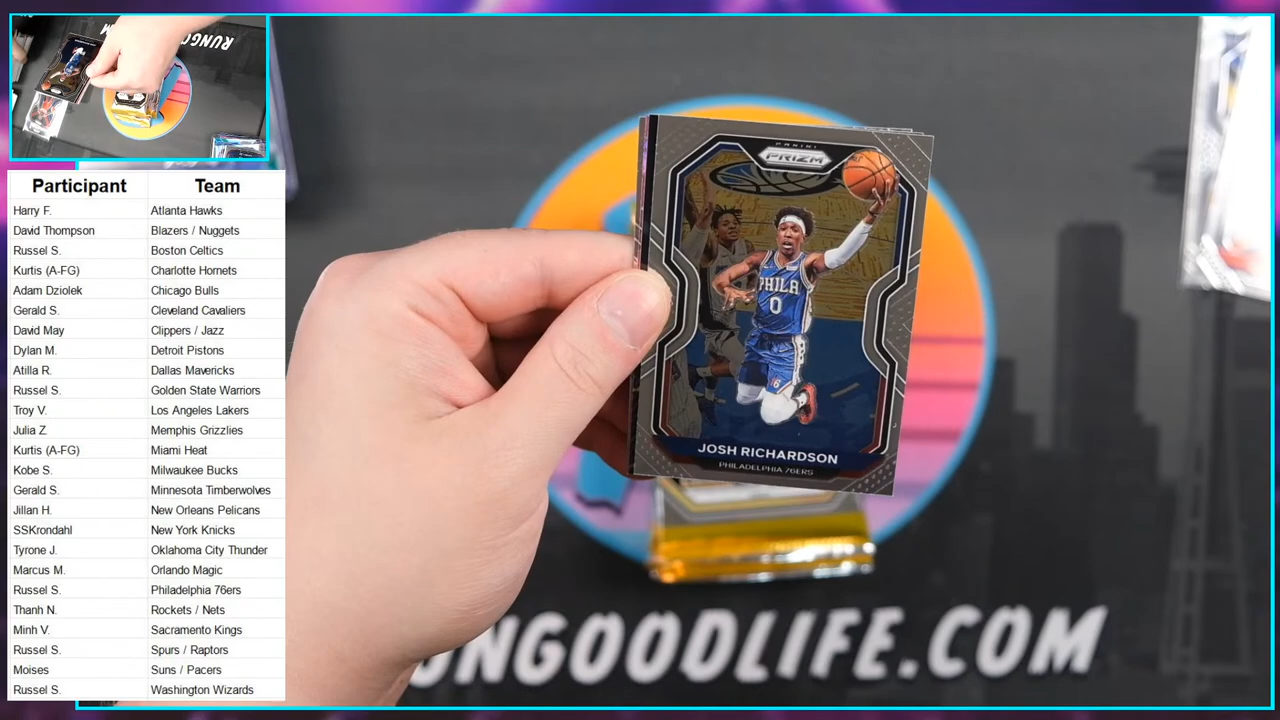 RUNGOODLIFE
Participant Team
Harry F. Atlanta Hawks
David Thompson Blazers / Nuggets
Russel S. Boston Celtics
Kurtis (A-FG) Charlotte Hornets
Adam Dziolek Chicago Bulls
Gerald S. Cleveland Cavaliers
David May Clippers / Jazz
Dylan M. Detroit Pistons
Atilla R. Dallas Mavericks
Russel S. Golden State Warriors
Troy V. Los Angeles Lakers
Julia Z. Memphis Grizzlies
Kurtis (A-FG) Miami Heat
Kobe S. Milwaukee Bucks
Gerald S. Minnesota Timberwolves
Jillan H. New Orleans Pelicans
SSKrondahl New York Knicks
Tyrone J. Oklahoma City Thunder
Marcus M. Orlando Magic
Russel S. Philadelphia 76ers
Thanh N. Rockets / Nets
Minh V. Sacramento Kings
Russel S. Spurs / Raptors
Moises Suns / Pacers
Russel S. Washington Wizards
PANINI
PRIZM
PHILA
0
JOSH RICHARDSON
PHILADELPHIA 76ERS
NGOODLIFE.COM